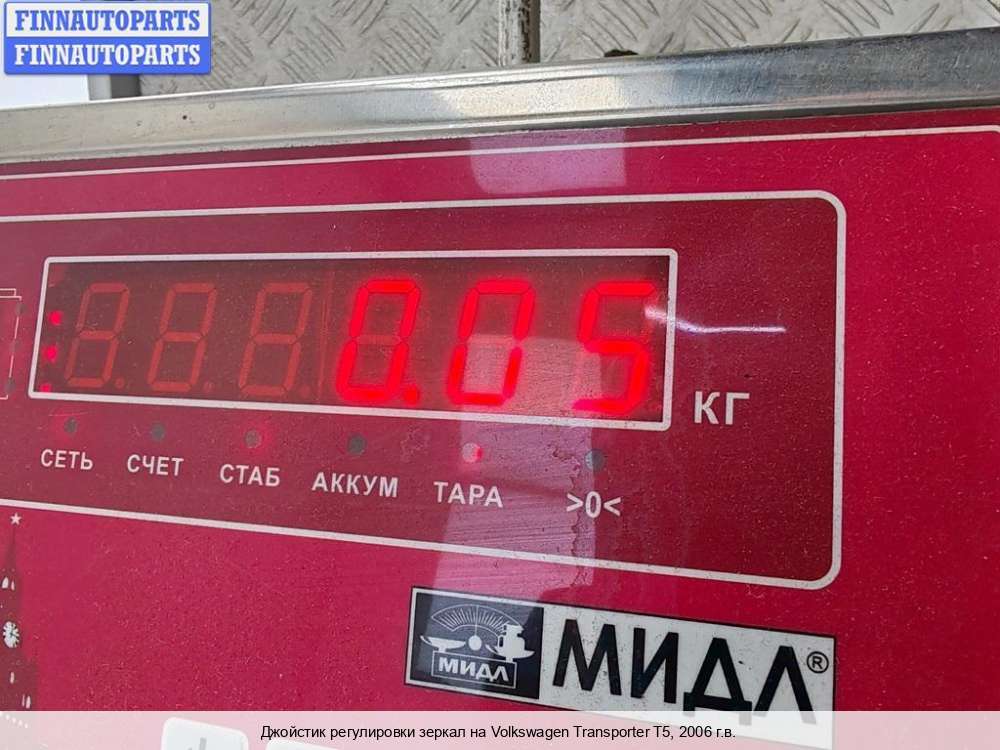 FINNAUTOPARTS
FINNAUTOPARTS
0.05
КГ
СЕТЬ СЧЕТ СТАБ АККУМ ТАРА >0<
МИДЛ МИДЛ®
Джойстик регулировки зеркал на Volkswagen Transporter T5, 2006 г.в.